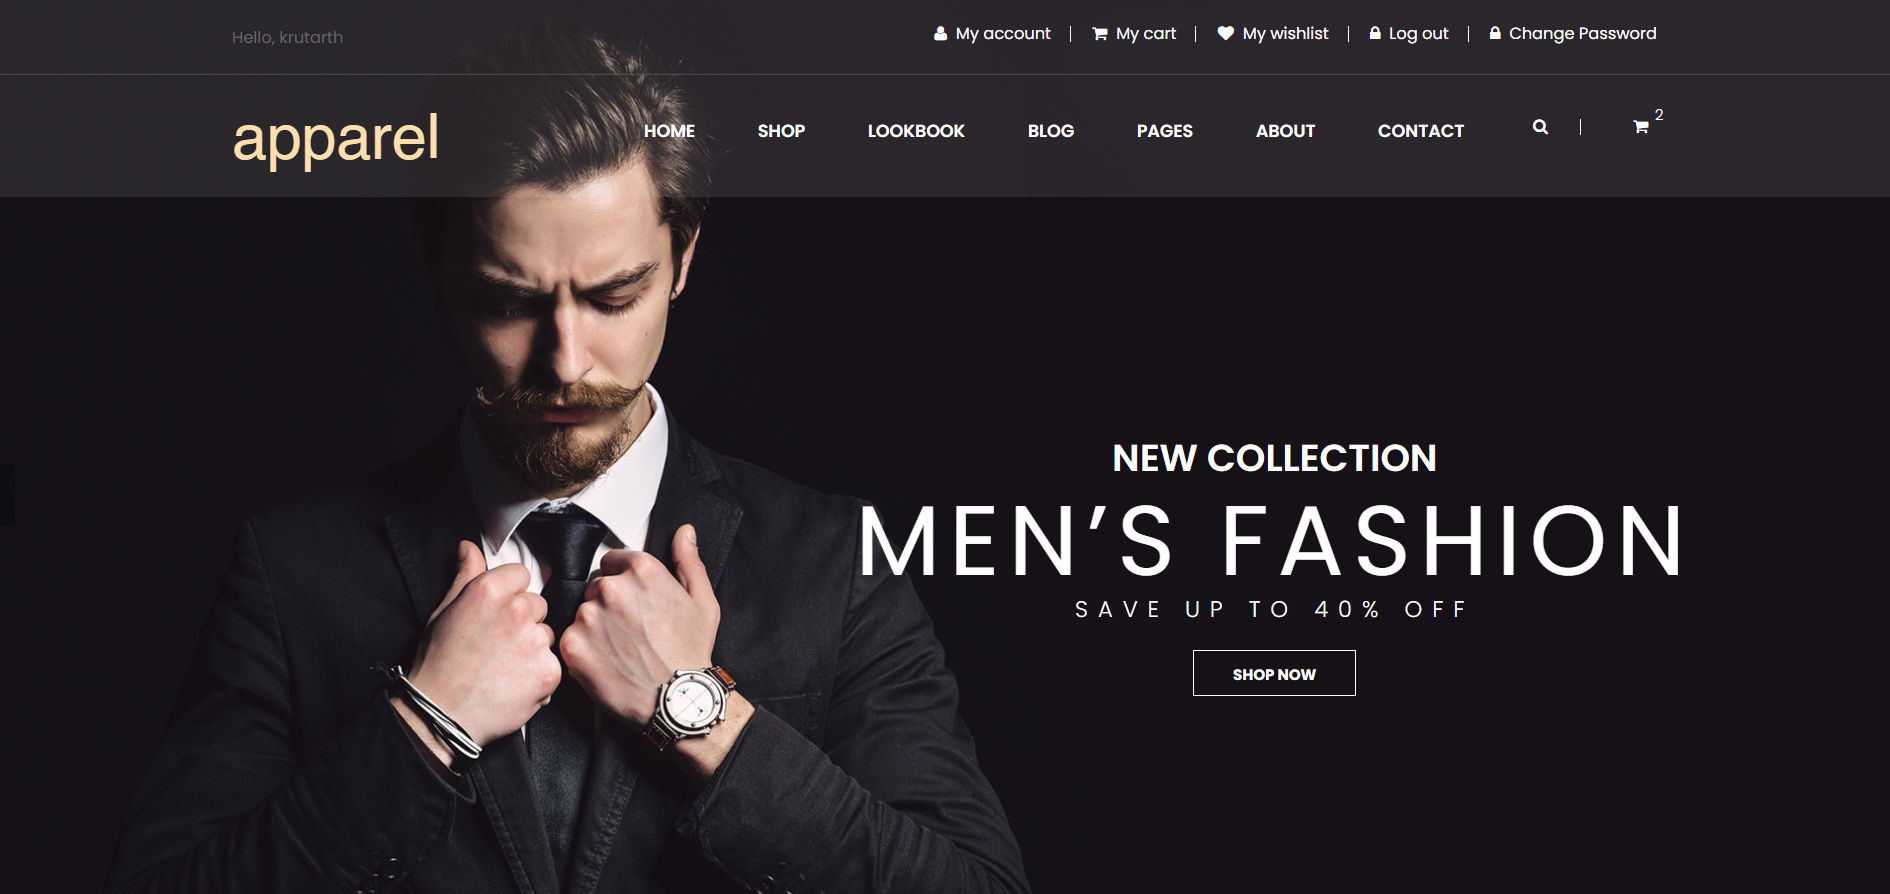 Hello, krutarth
My account | My cart | My wishlist | Log out | Change Password
apparel
HOME SHOP LOOKBOOK BLOG PAGES ABOUT CONTACT | 2
NEW COLLECTION
MEN’S FASHION
SAVE UP TO 40% OFF
SHOP NOW